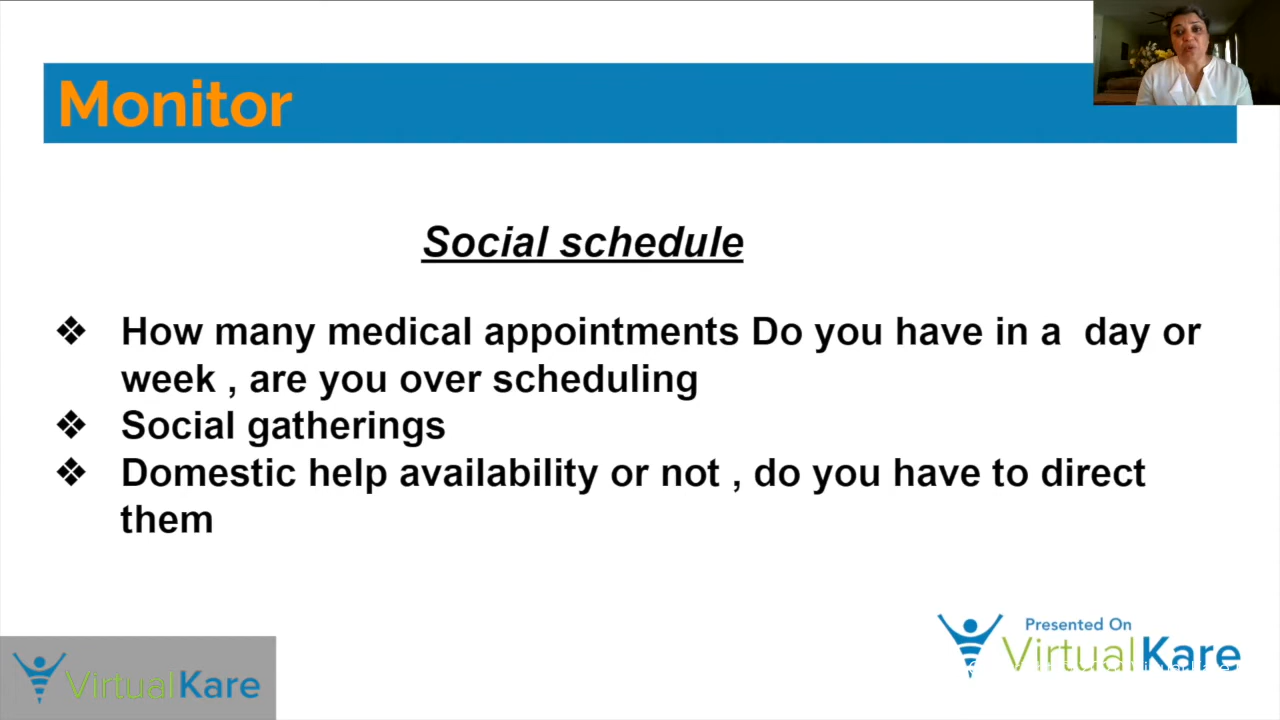 Monitor
Social schedule
❖ How many medical appointments Do you have in a day or
week , are you over scheduling
❖ Social gatherings
❖ Domestic help availability or not , do you have to direct
them
Presented On
VirtualKare
VirtualKare